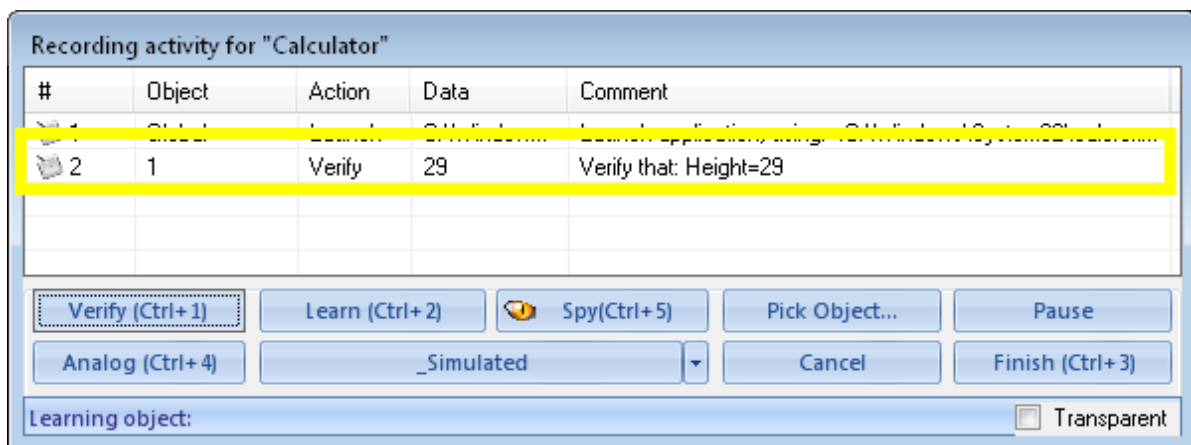 Recording activity for "Calculator"
# Object Action Data Comment
2 1 Verify 29 Verify that: Height=29
Verify (Ctrl+1) Learn (Ctrl+2) Spy(Ctrl+5) Pick Object... Pause
Analog (Ctrl+4) _Simulated Cancel Finish (Ctrl+3)
Learning object: Transparent